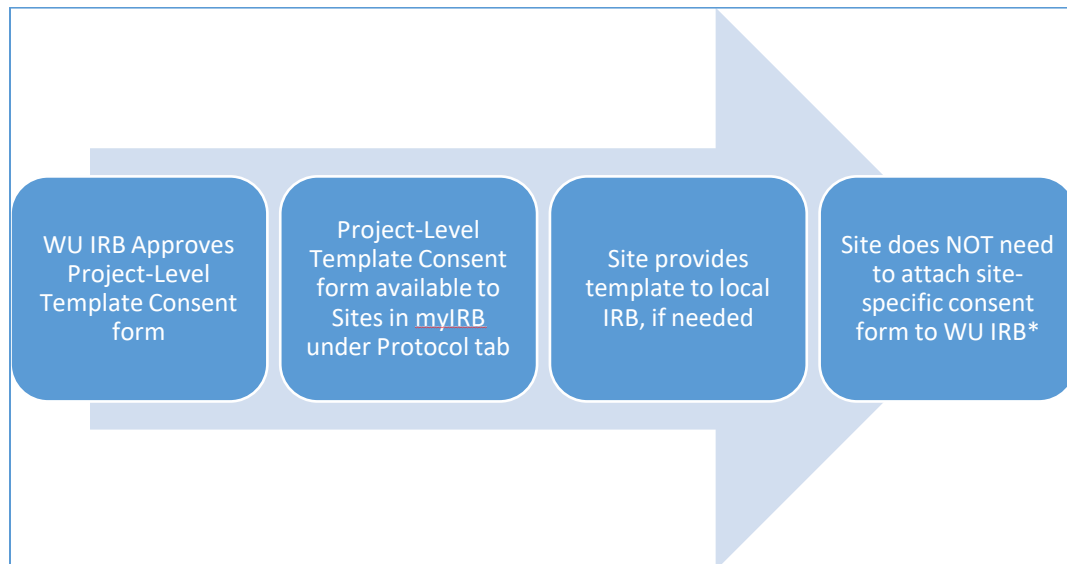 WU IRB Approves
Project-Level
Template Consent
form
Project-Level
Template Consent
form available to
Sites in myIRB
under Protocol tab
Site provides
template to local
IRB, if needed
Site does NOT need
to attach site-
specific consent
form to WU IRB*